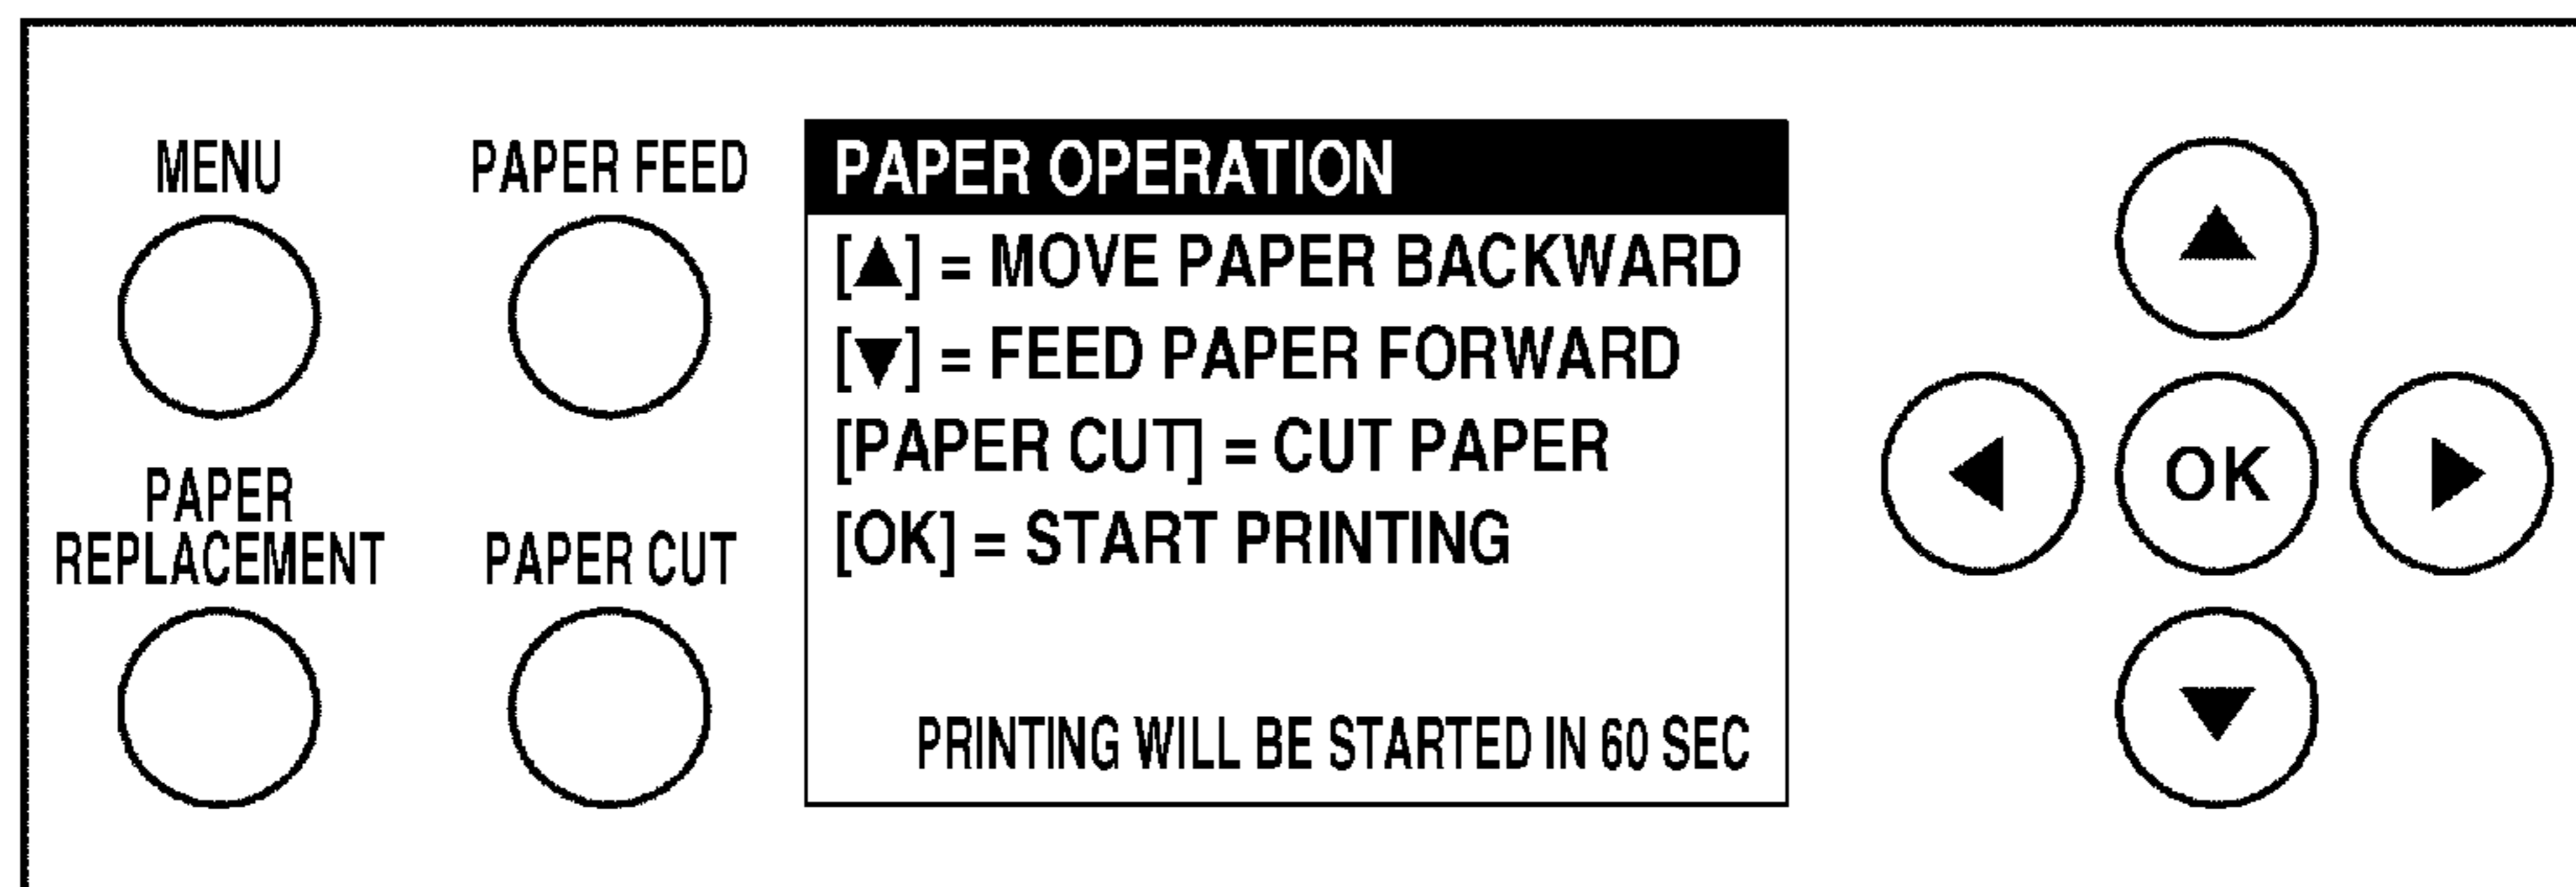 MENU
PAPER FEED
PAPER
REPLACEMENT
PAPER CUT
PAPER OPERATION
[▲] = MOVE PAPER BACKWARD
[▼] = FEED PAPER FORWARD
[PAPER CUT] = CUT PAPER
[OK] = START PRINTING
PRINTING WILL BE STARTED IN 60 SEC
▲
◀
OK
▶
▼